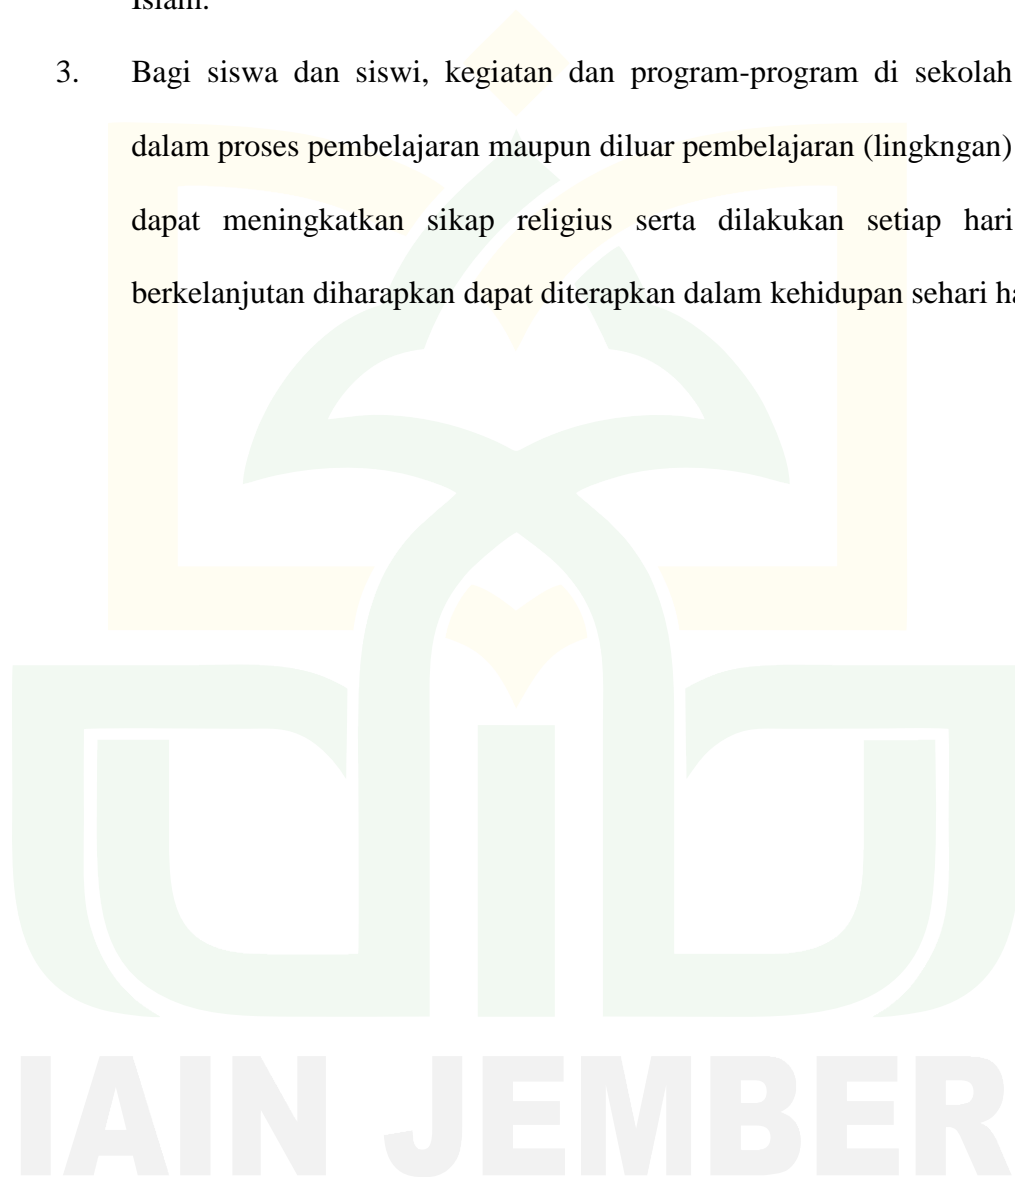 Islam.
3. Bagi siswa dan siswi, kegiatan dan program-program di sekolah
dalam proses pembelajaran maupun diluar pembelajaran (lingkngan)
dapat meningkatkan sikap religius serta dilakukan setiap hari
berkelanjutan diharapkan dapat diterapkan dalam kehidupan sehari
IAIN JEMBER